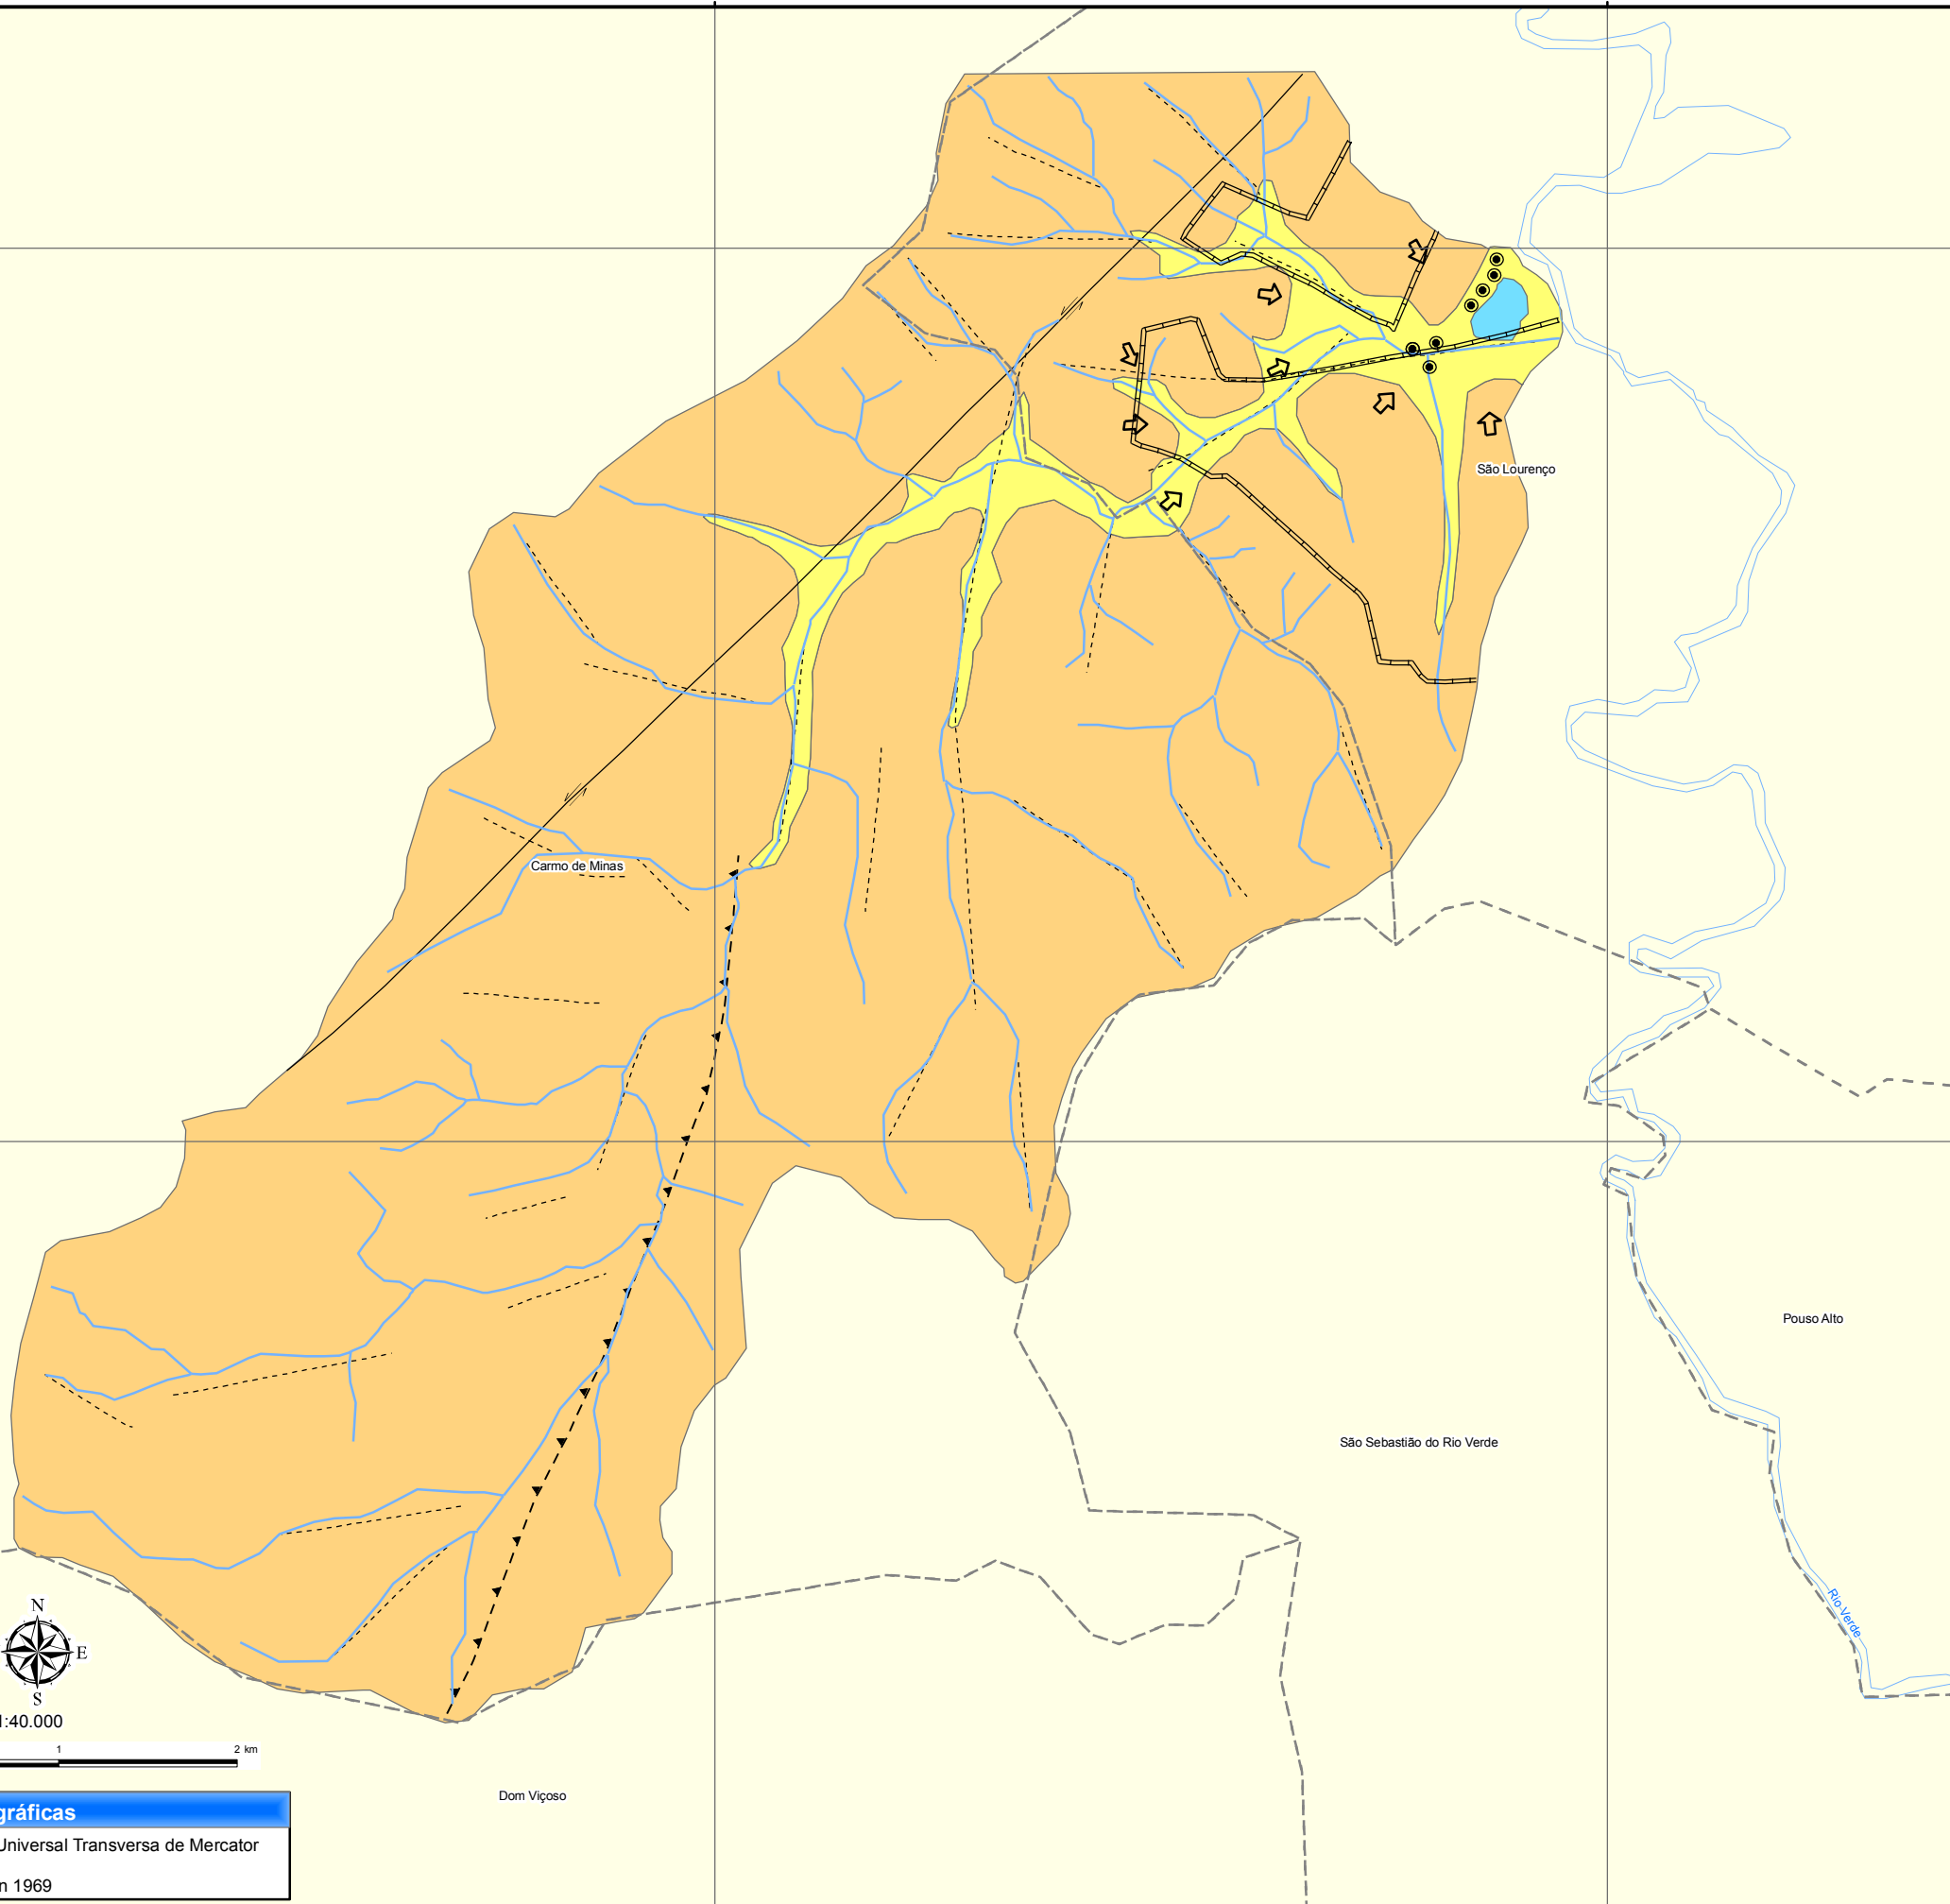 São Lourenço
Carmo de Minas
Pouso Alto
São Sebastião do Rio Verde
Rio Verde
N
E
S
1:40.000
1
2 km
Dom Viçoso
gráficas
Universal Transversa de Mercator
n 1969